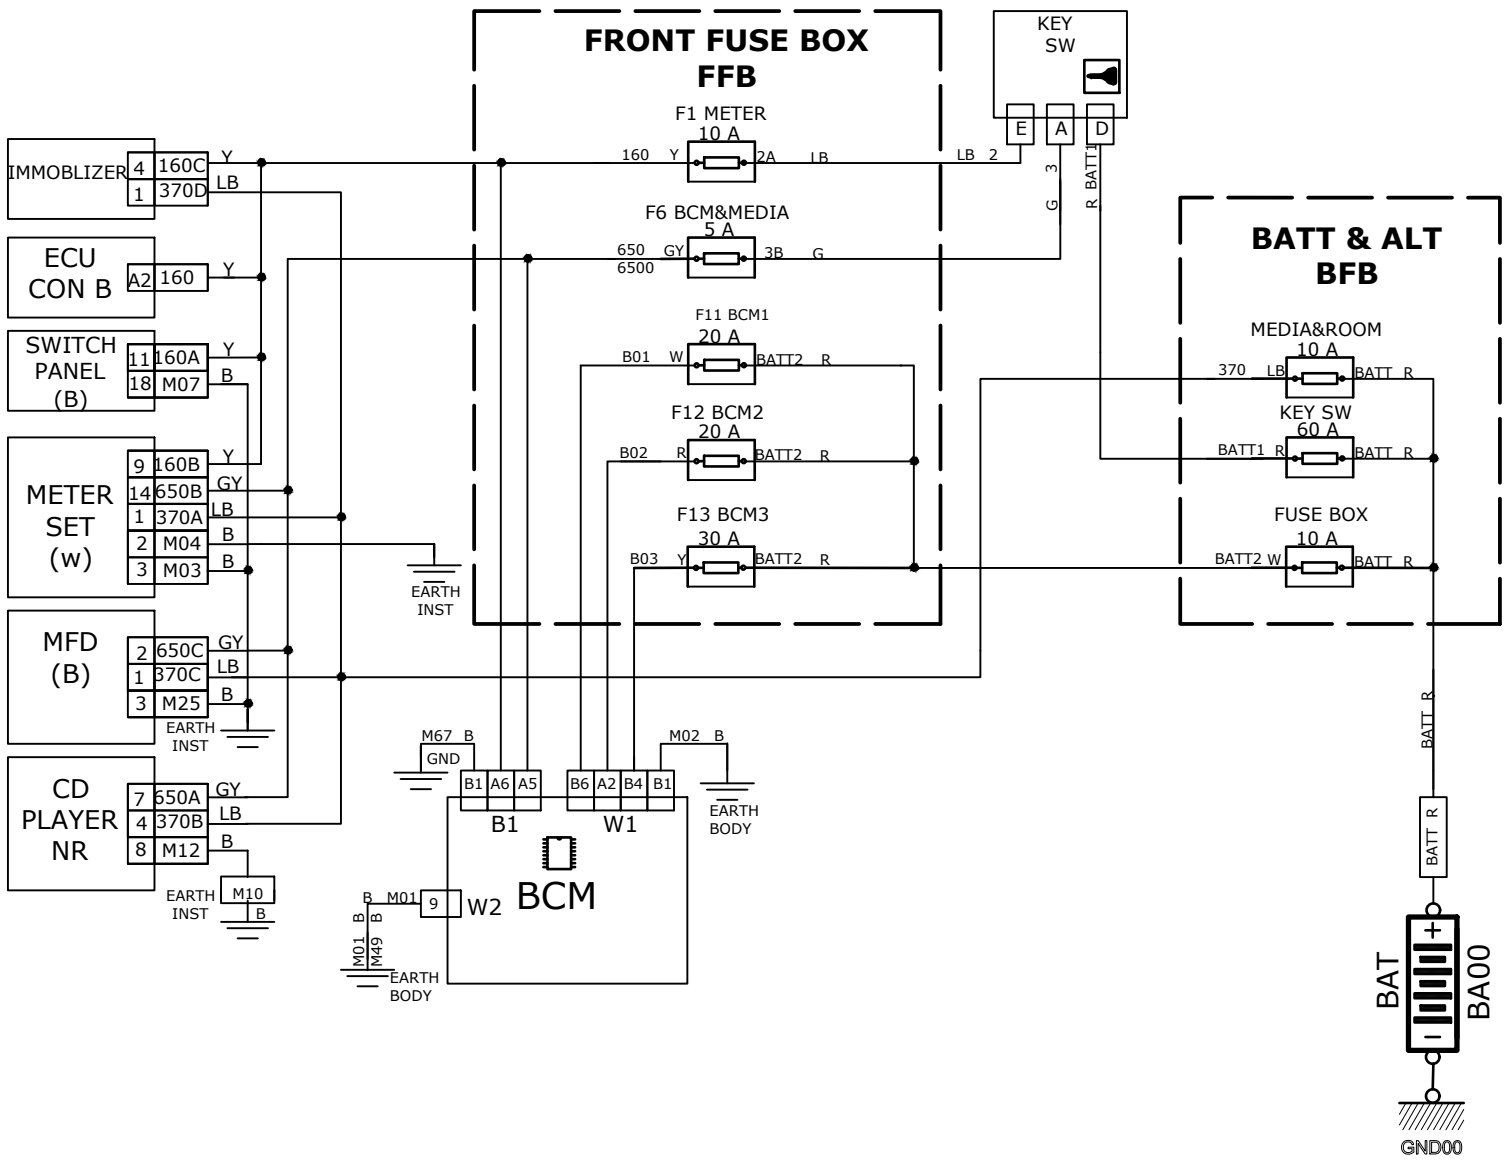 FRONT FUSE BOX
FFB
KEY
SW
E A D
F1 METER
10 A
160 Y 2A LB LB 2
G 3
R BATT1
F6 BCM&MEDIA
5 A
650 GY 3B G
6500
F11 BCM1
20 A
B01 W BATT2 R
F12 BCM2
20 A
B02 R BATT2 R
F13 BCM3
30 A
B03 Y BATT2 R
BATT & ALT
BFB
MEDIA&ROOM
10 A
370 LB BATT R
KEY SW
60 A
BATT1 R BATT R
FUSE BOX
10 A
BATT2 W BATT R
BATT R
BATT R
+
BAT
BA00
−
GND00
IMMOBLIZER
4 160C Y
1 370D LB
ECU
CON B
A2 160 Y
SWITCH
PANEL
(B)
11 160A Y
18 M07 B
METER
SET
(w)
9 160B Y
14 650B GY
1 370A LB
2 M04 B
3 M03 B
EARTH
INST
MFD
(B)
2 650C GY
1 370C LB
3 M25 B
EARTH
INST
CD
PLAYER
NR
7 650A GY
4 370B LB
8 M12 B
M10
B
EARTH
INST
M67 B
GND
M02 B
EARTH
BODY
B1 A6 A5
B6 A2 B4 B1
B1
W1
BCM
9
W2
B M01
M01 B
M49 B
EARTH
BODY